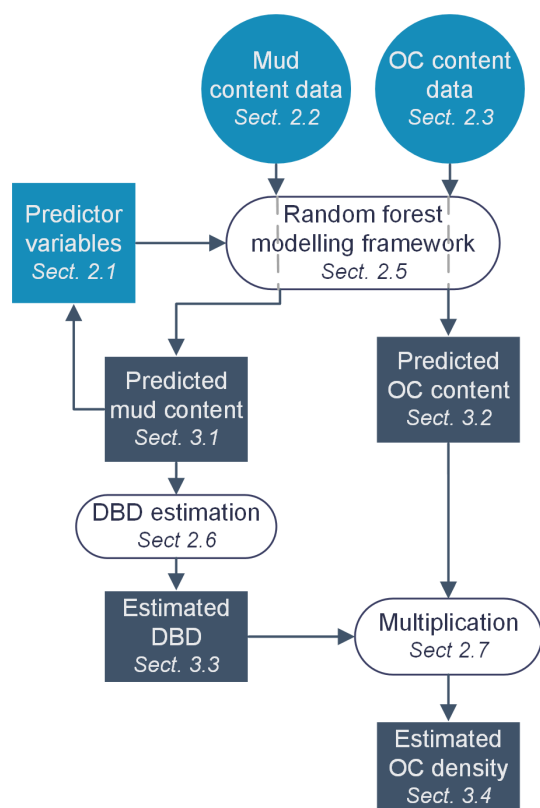 Mud
content data
Sect. 2.2
OC content
data
Sect. 2.3
Predictor
variables
Sect. 2.1
Random forest
modelling framework
Sect. 2.5
Predicted
mud content
Sect. 3.1
Predicted
OC content
Sect. 3.2
DBD estimation
Sect 2.6
Estimated
DBD
Sect. 3.3
Multiplication
Sect 2.7
Estimated
OC density
Sect. 3.4